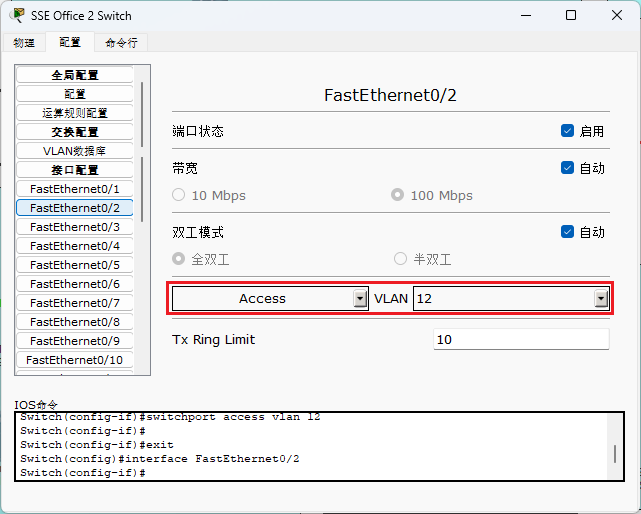 SSE Office 2 Switch
物理 配置 命令行
全局配置
配置
运算规则配置
交换配置
VLAN数据库
接口配置
FastEthernet0/1
FastEthernet0/2
FastEthernet0/3
FastEthernet0/4
FastEthernet0/5
FastEthernet0/6
FastEthernet0/7
FastEthernet0/8
FastEthernet0/9
FastEthernet0/10
FastEthernet0/2
端口状态 启用
带宽 自动
10 Mbps 100 Mbps
双工模式 自动
全双工 半双工
Access VLAN 12
Tx Ring Limit 10
IOS命令
Switch(config-if)#switchport access vlan 12
Switch(config-if)#
Switch(config-if)#exit
Switch(config)#interface FastEthernet0/2
Switch(config-if)#